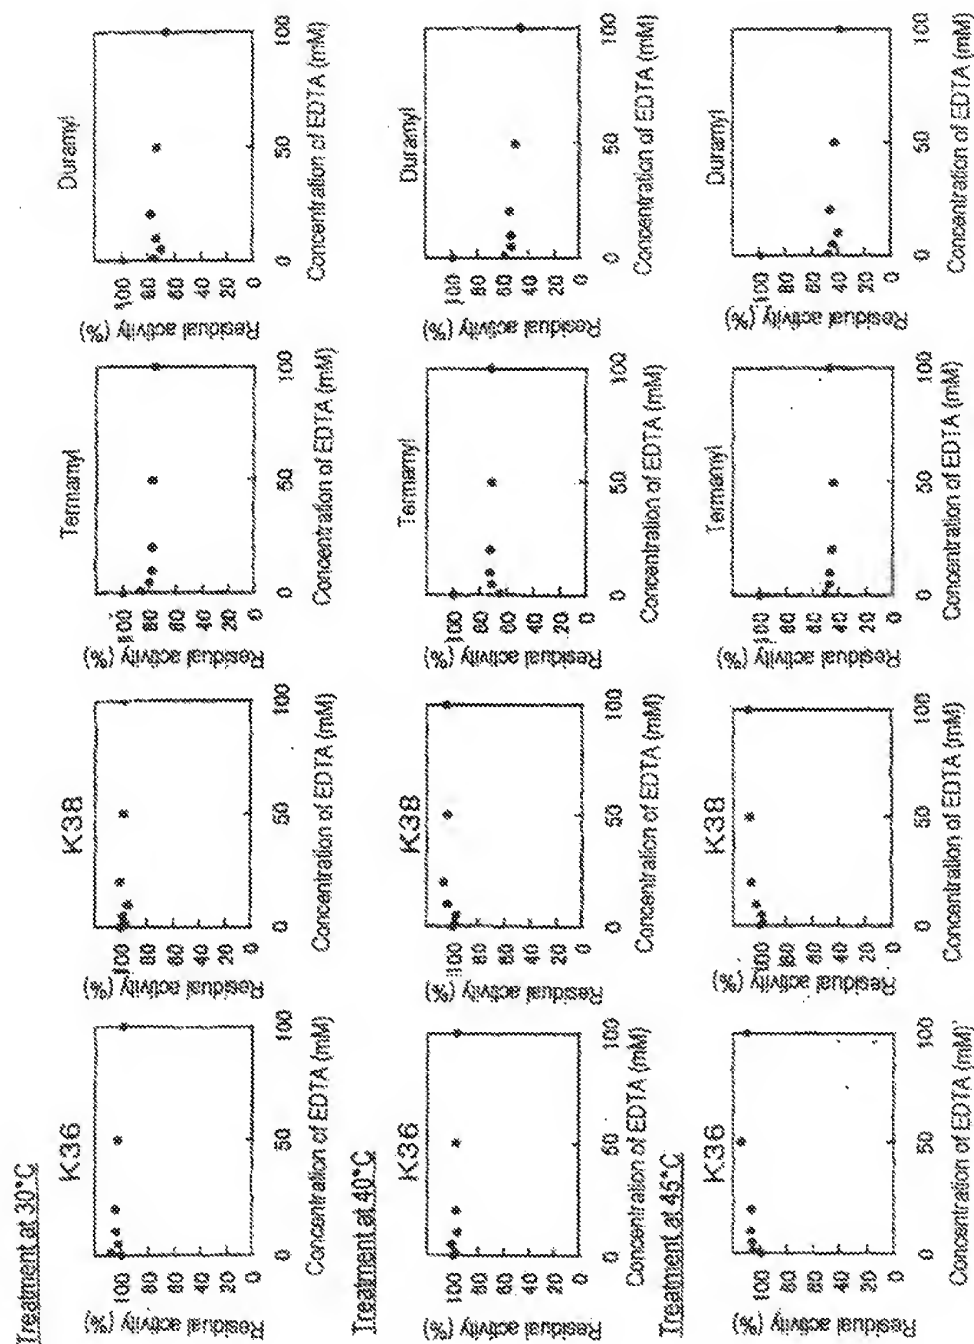 Treatment at 30°C
K36
Residual activity (%)
100
80
60
40
20
0
0 50 100
Concentration of EDTA (mM)
K38
Residual activity (%)
100
80
60
40
20
0
0 50 100
Concentration of EDTA (mM)
Termamyl
Residual activity (%)
100
80
60
40
20
0
0 50 100
Concentration of EDTA (mM)
Duramyl
Residual activity (%)
100
80
60
40
20
0
0 50 100
Concentration of EDTA (mM)
Treatment at 40°C
K36
Residual activity (%)
100
80
60
40
20
0
0 50 100
Concentration of EDTA (mM)
K38
Residual activity (%)
100
80
60
40
20
0
0 50 100
Concentration of EDTA (mM)
Termamyl
Residual activity (%)
100
80
60
40
20
0
0 50 100
Concentration of EDTA (mM)
Duramyl
Residual activity (%)
100
80
60
40
20
0
0 50 100
Concentration of EDTA (mM)
Treatment at 45°C
K36
Residual activity (%)
100
80
60
40
20
0
0 50 100
Concentration of EDTA (mM)
K38
Residual activity (%)
100
80
60
40
20
0
0 50 100
Concentration of EDTA (mM)
Termamyl
Residual activity (%)
100
80
60
40
20
0
0 50 100
Concentration of EDTA (mM)
Duramyl
Residual activity (%)
100
80
60
40
20
0
0 50 100
Concentration of EDTA (mM)